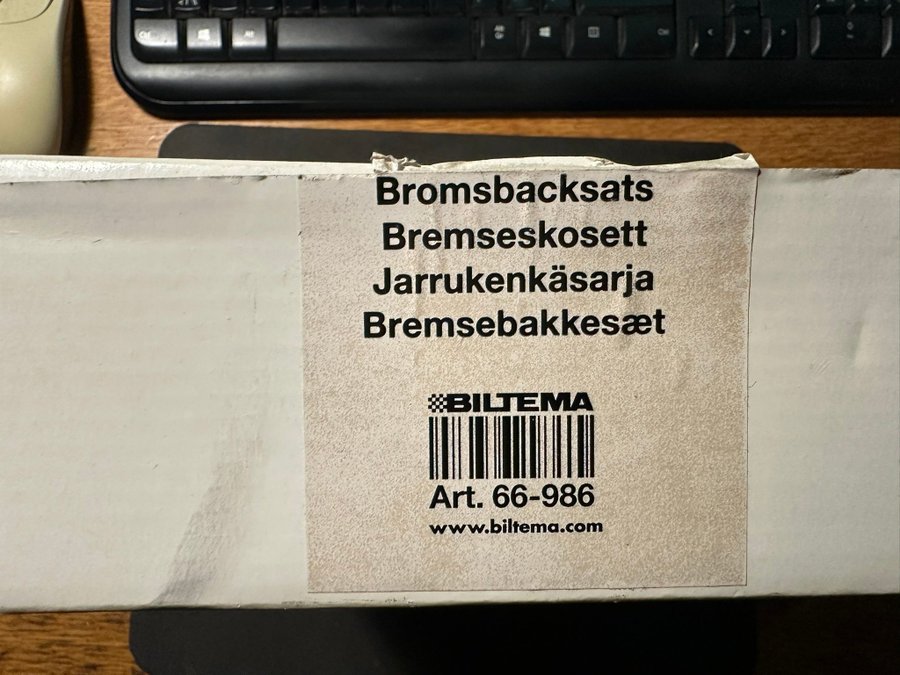 Bromsbacksats
Bremseskosett
Jarrukenkäsarja
Bremsebakkesæt
BILTEMA
Art. 66-986
www.biltema.com